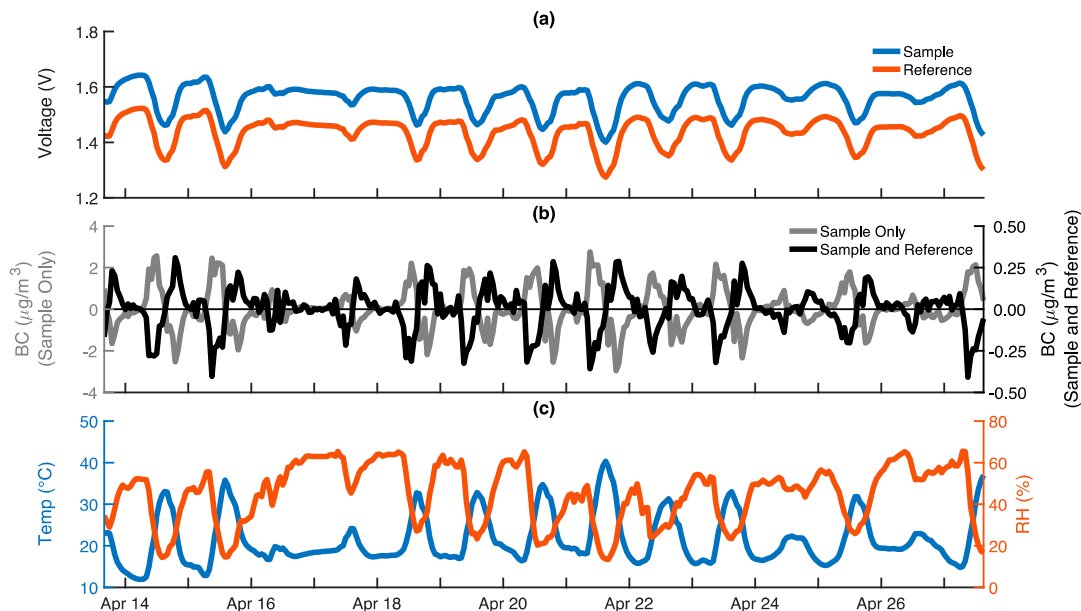 (a)
1.8
1.6
1.4
1.2
Voltage (V)
Sample
Reference
(b)
4
2
0
-2
-4
BC (μg/m³)
(Sample Only)
Sample Only
Sample and Reference
0.50
0.25
0.00
-0.25
-0.50
BC (μg/m³)
(Sample and Reference)
(c)
50
40
30
20
10
Temp (°C)
80
60
40
20
0
RH (%)
Apr 14
Apr 16
Apr 18
Apr 20
Apr 22
Apr 24
Apr 26